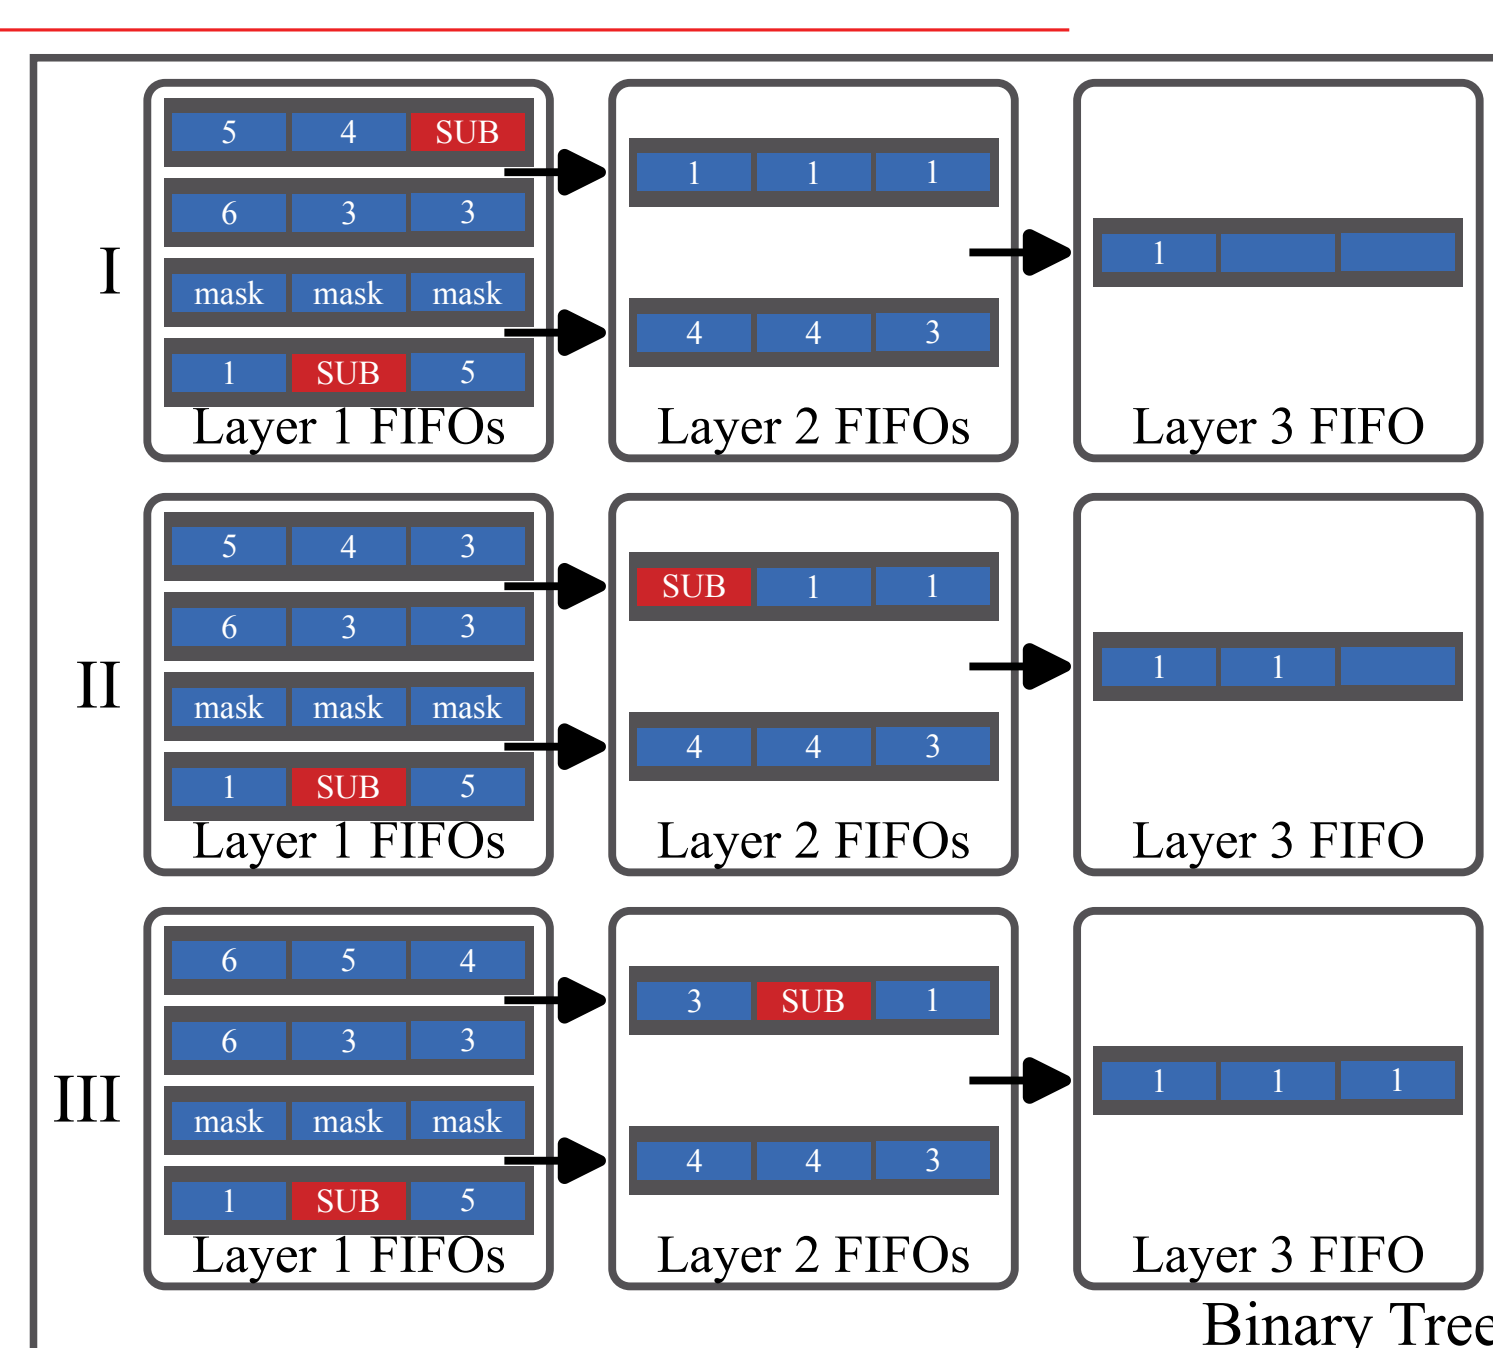 I
5 4 SUB
6 3 3
mask mask mask
1 SUB 5
Layer 1 FIFOs
1 1 1
4 4 3
Layer 2 FIFOs
1
Layer 3 FIFO
II
5 4 3
6 3 3
mask mask mask
1 SUB 5
Layer 1 FIFOs
SUB 1 1
4 4 3
Layer 2 FIFOs
1 1
Layer 3 FIFO
III
6 5 4
6 3 3
mask mask mask
1 SUB 5
Layer 1 FIFOs
3 SUB 1
4 4 3
Layer 2 FIFOs
1 1 1
Layer 3 FIFO
Binary Tree